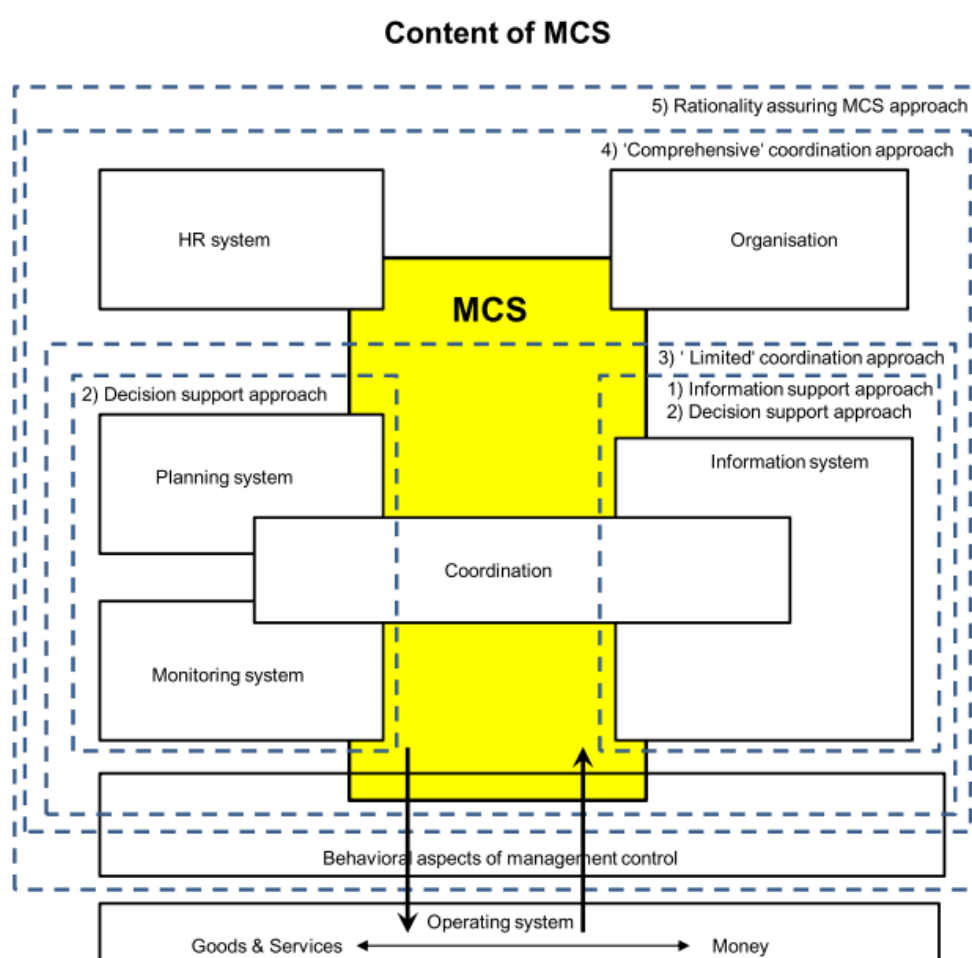 Content of MCS
5) Rationality assuring MCS approach
4) ‘Comprehensive‘ coordination approach
HR system
Organisation
MCS
3) ‘ Limited‘ coordination approach
2) Decision support approach
1) Information support approach
2) Decision support approach
Information system
Planning system
Coordination
Monitoring system
Behavioral aspects of management control
Operating system
Goods & Services
Money